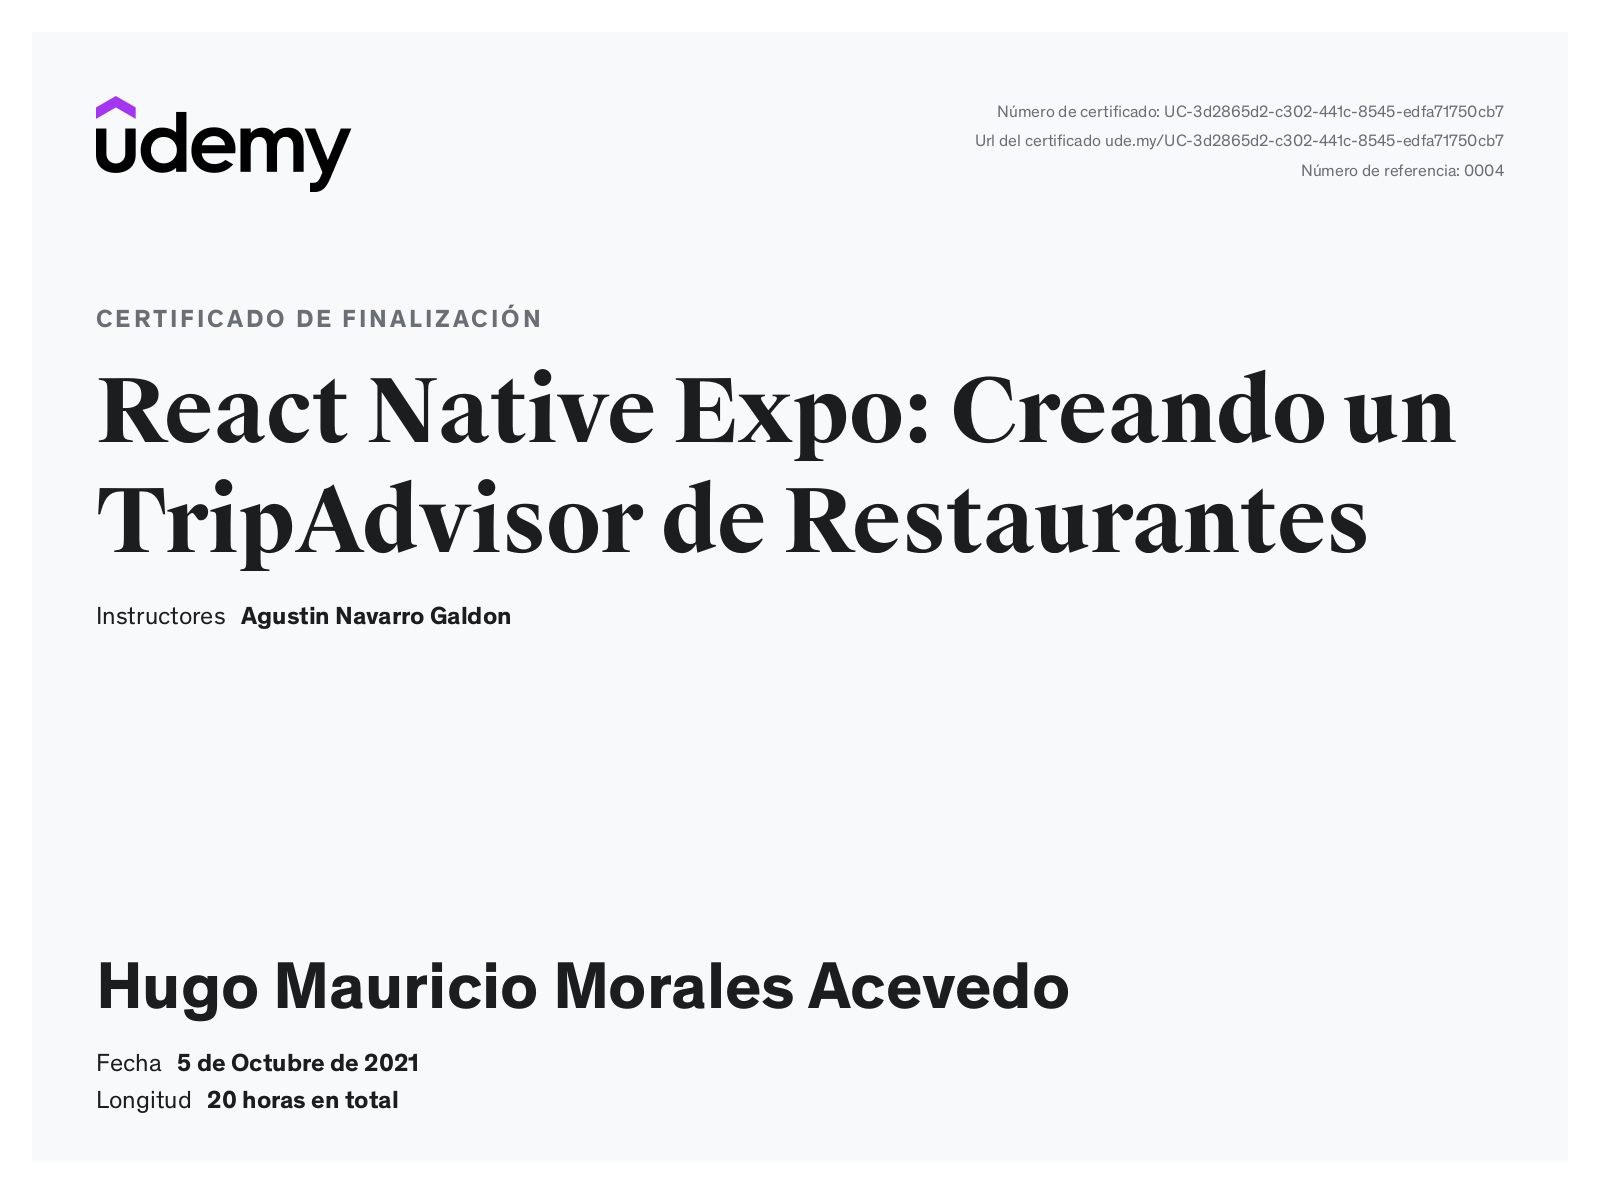 udemy
Número de certificado: UC-3d2865d2-c302-441c-8545-edfa71750cb7
Url del certificado ude.my/UC-3d2865d2-c302-441c-8545-edfa71750cb7
Número de referencia: 0004
CERTIFICADO DE FINALIZACIÓN
React Native Expo: Creando un
TripAdvisor de Restaurantes
Instructores Agustin Navarro Galdon
Hugo Mauricio Morales Acevedo
Fecha 5 de Octubre de 2021
Longitud 20 horas en total